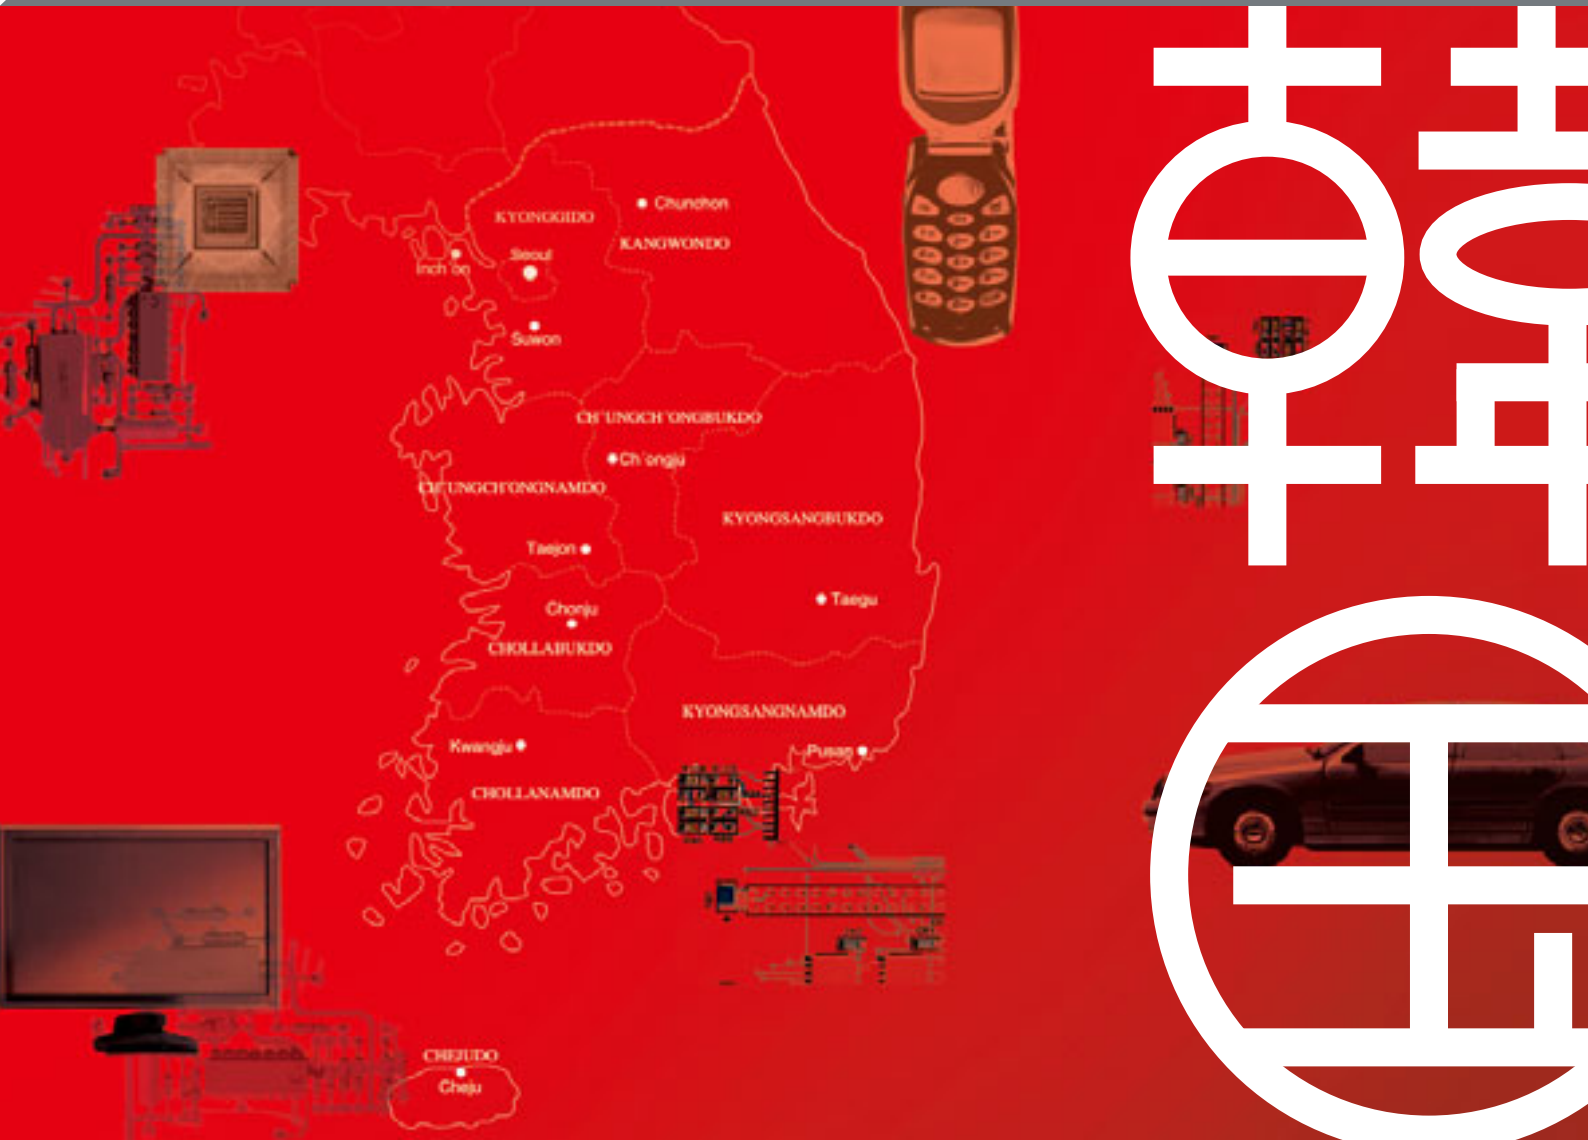 Chunchon
KYONGGIDO
KANGWONDO
Seoul
Inch'on
Suwon
CH'UNGCH'ONGBUKDO
Ch'ongju
CH'UNGCH'ONGNAMDO
KYONGSANGBUKDO
Taejon
Taegu
Chonju
CHOLLABUKDO
KYONGSANGNAMDO
Kwangju
Pusan
CHOLLANAMDO
CHEJUDO
Cheju
韓
国